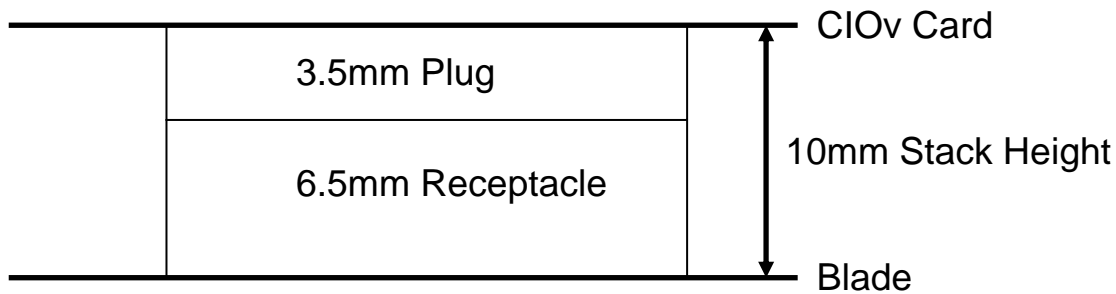 CIOv Card
3.5mm Plug
10mm Stack Height
6.5mm Receptacle
Blade